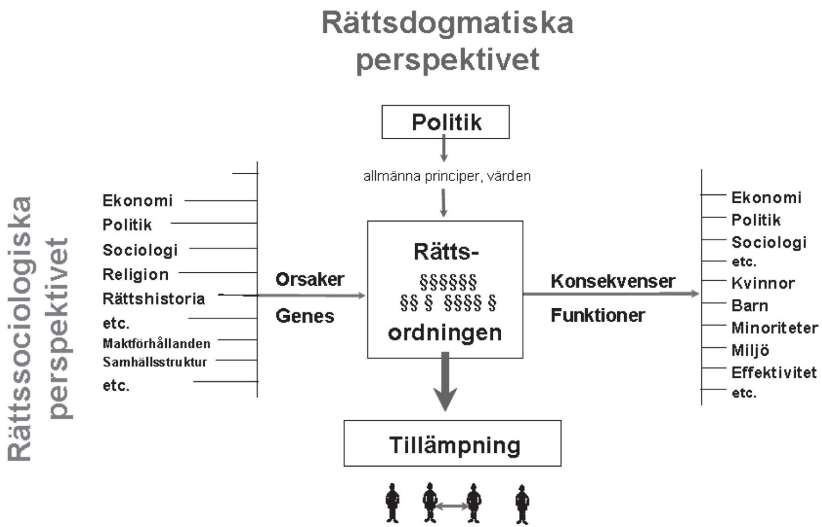 Rättsdogmatiska
perspektivet
Politik
allmänna principer, värden
Rättssociologiska
perspektivet
Ekonomi
Politik
Sociologi
Religion
Rättshistoria
etc.
Maktförhållanden
Samhällsstruktur
etc.
Orsaker
Genes
Rätts-
§§§§§§
§§ § §§§§ §
ordningen
Konsekvenser
Funktioner
Ekonomi
Politik
Sociologi
etc.
Kvinnor
Barn
Minoriteter
Miljö
Effektivitet
etc.
Tillämpning